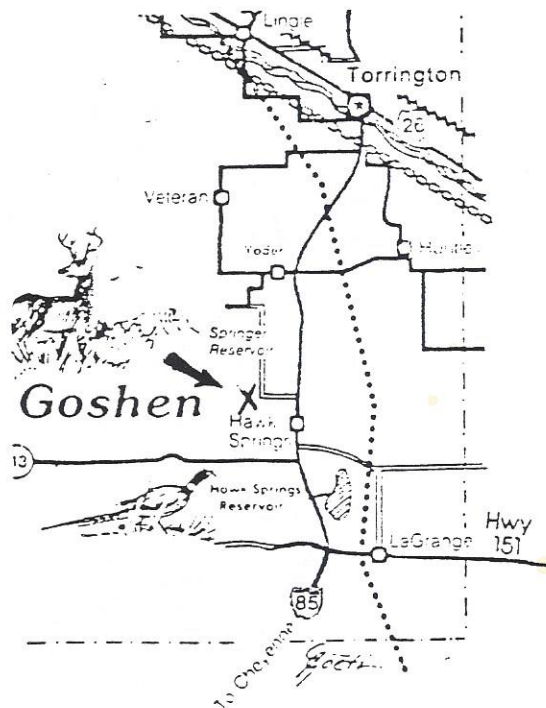 Lingle
Torrington
26
Veteran
Yoder
Springer
Reservoir
Goshen
X
Hawk
Springs
13
Hawk Springs
Reservoir
LaGrange
Hwy
151
85
To Cheyenne